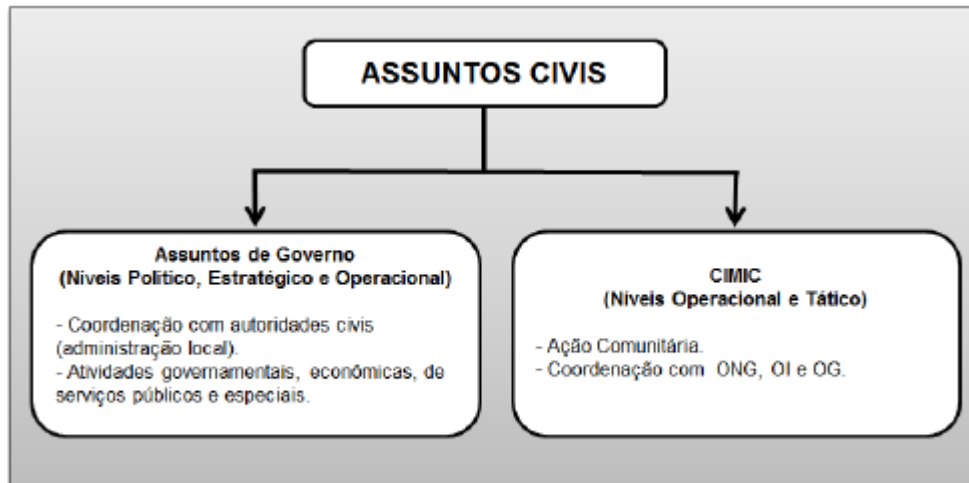 ASSUNTOS CIVIS
Assuntos de Governo
(Níveis Político, Estratégico e Operacional)
- Coordenação com autoridades civis
(administração local).
- Atividades governamentais, econômicas, de
serviços públicos e especiais.
CIMIC
(Níveis Operacional e Tático)
- Ação Comunitária.
- Coordenação com ONG, OI e OG.